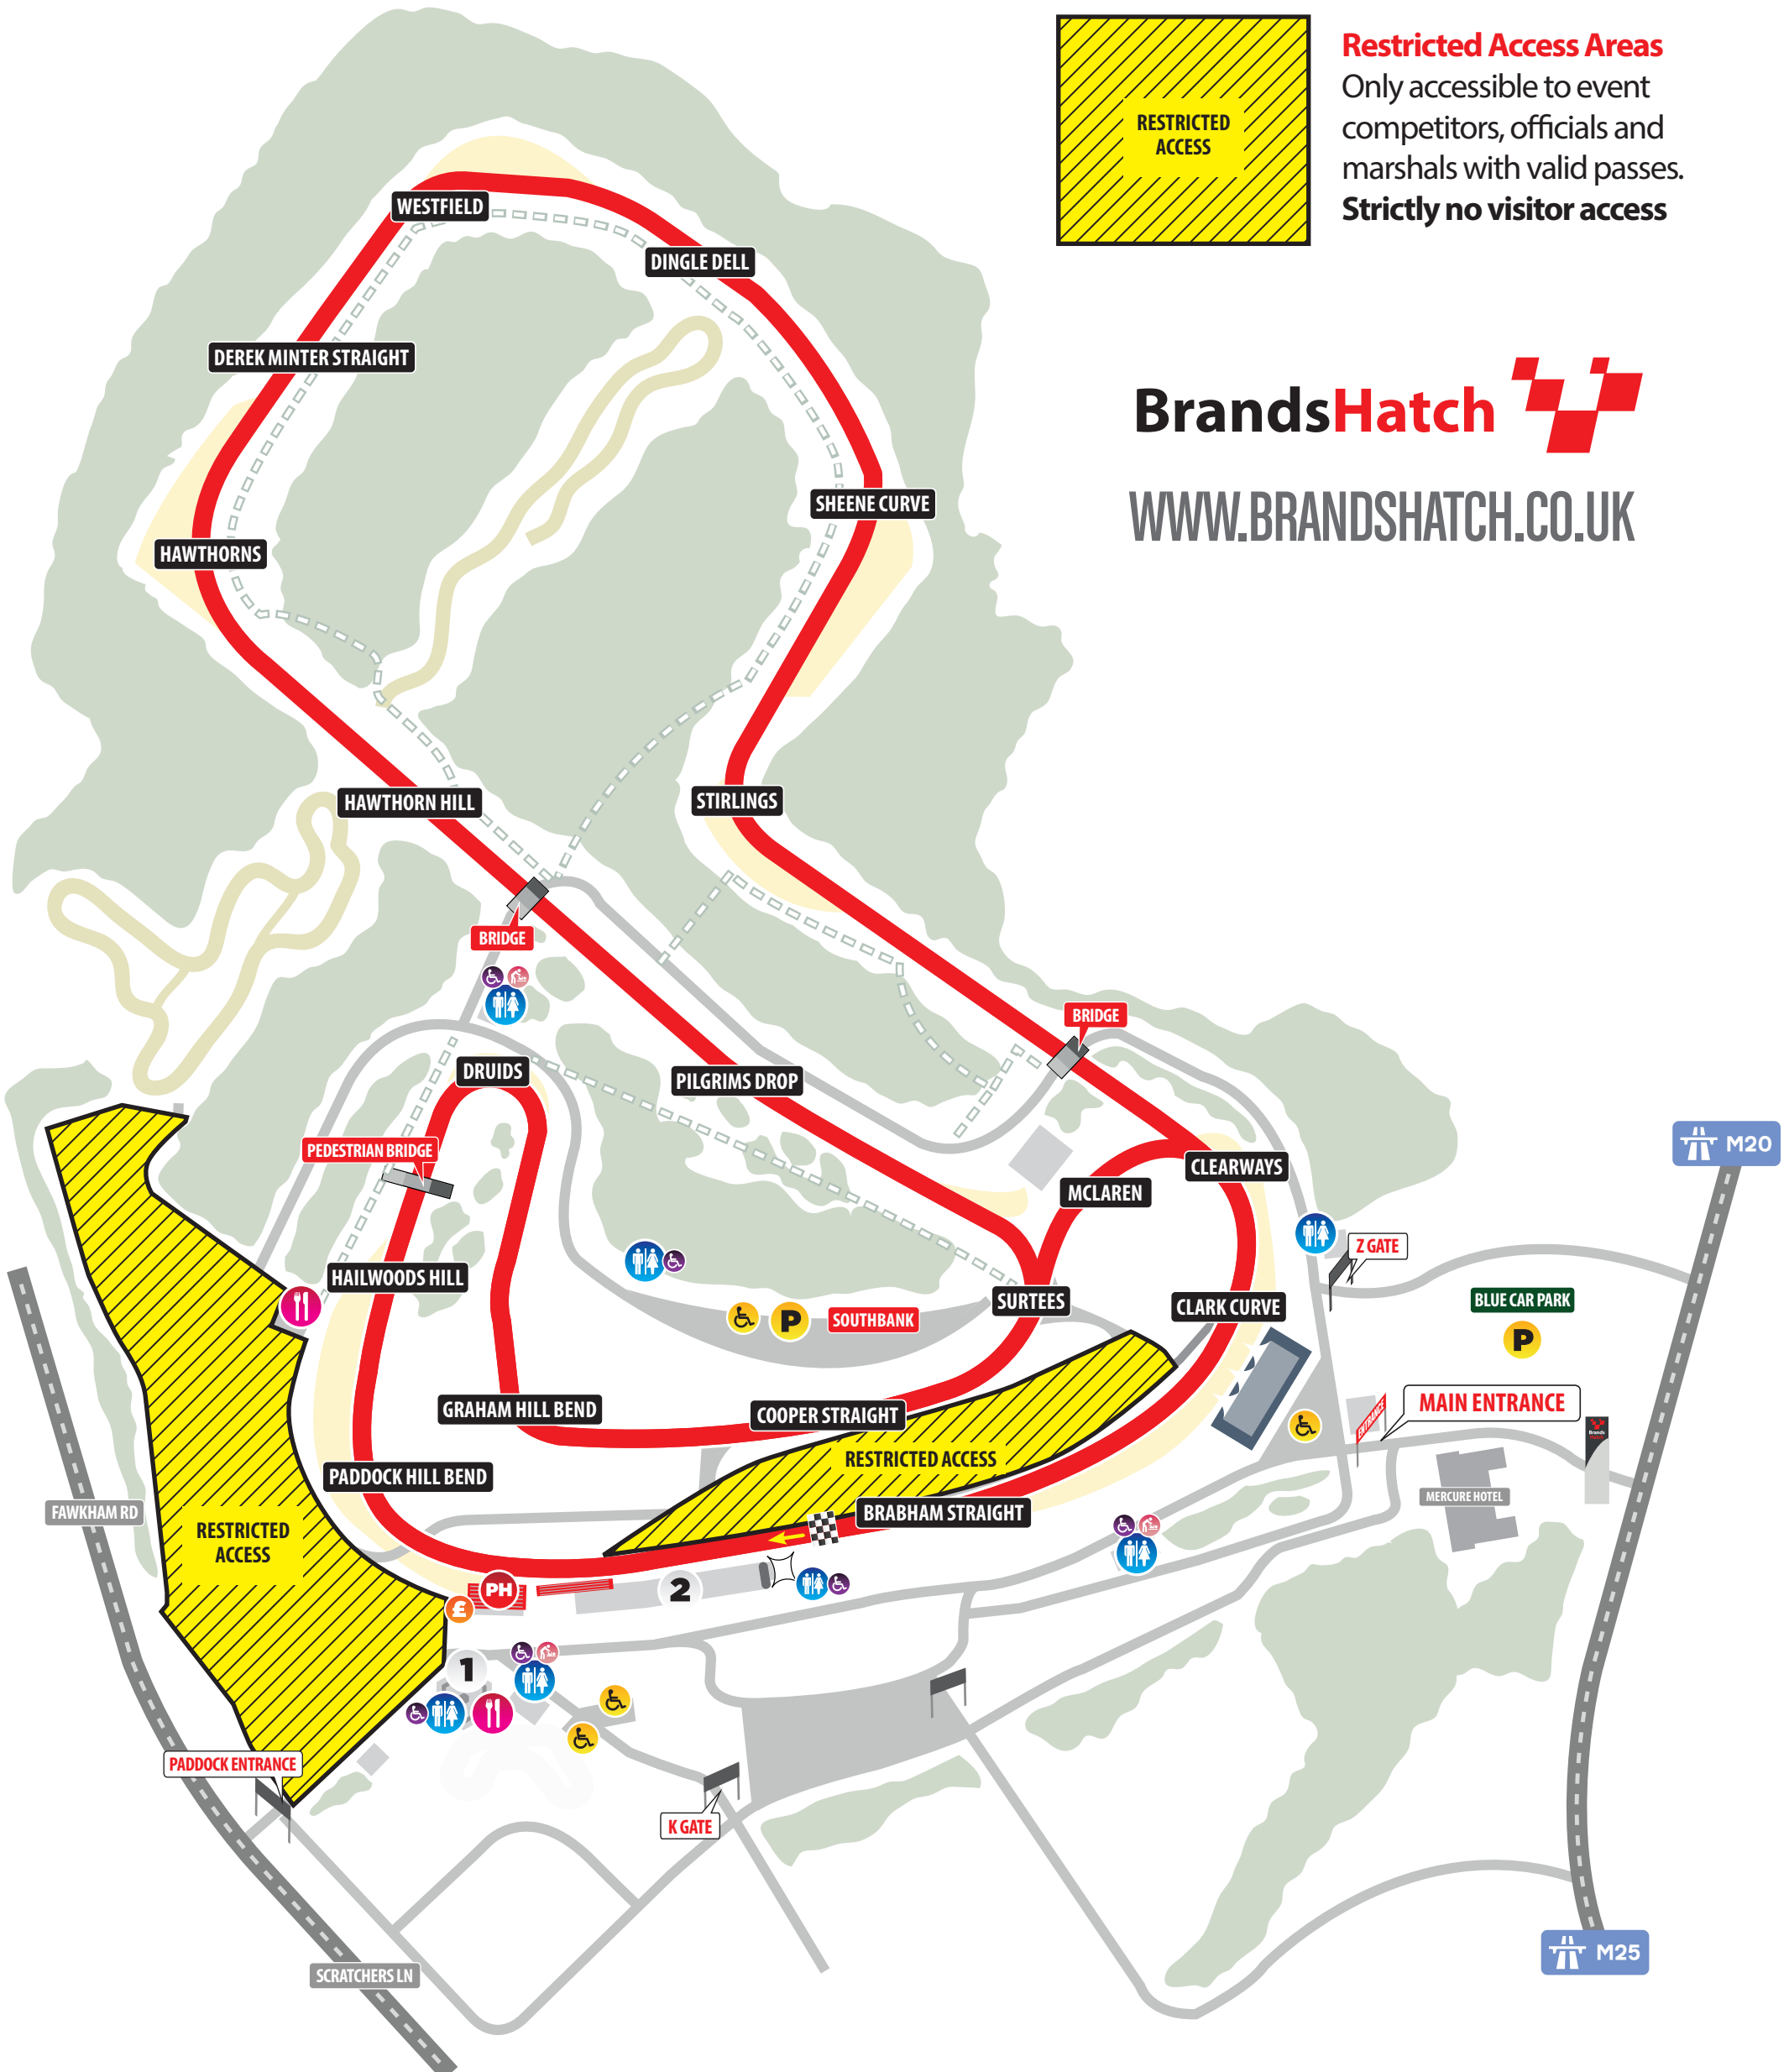 RESTRICTED
ACCESS
Restricted Access Areas
Only accessible to event
competitors, officials and
marshals with valid passes.
Strictly no visitor access
BrandsHatch
WWW.BRANDSHATCH.CO.UK
WESTFIELD
DINGLE DELL
DEREK MINTER STRAIGHT
SHEENE CURVE
HAWTHORNS
HAWTHORN HILL
STIRLINGS
BRIDGE
BRIDGE
DRUIDS
PILGRIMS DROP
PEDESTRIAN BRIDGE
M20
CLEARWAYS
MCLAREN
Z GATE
HAILWOODS HILL
SURTEES
CLARK CURVE
BLUE CAR PARK
P
P
SOUTHBANK
GRAHAM HILL BEND
COOPER STRAIGHT
MAIN ENTRANCE
ENTRANCE
Brands
Hatch
RESTRICTED ACCESS
PADDOCK HILL BEND
MERCURE HOTEL
FAWKHAM RD
BRABHAM STRAIGHT
RESTRICTED
ACCESS
PH
2
£
1
PADDOCK ENTRANCE
K GATE
M25
SCRATCHERS LN